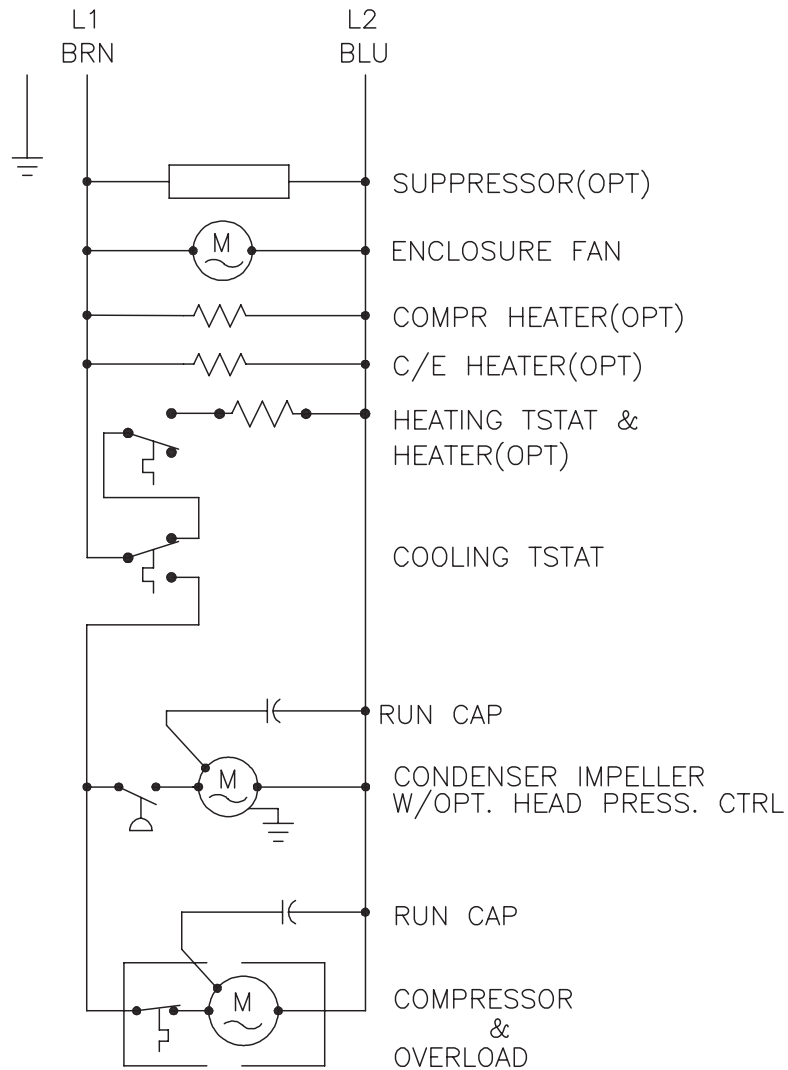 L1 L2
BRN BLU
SUPPRESSOR(OPT)
M
ENCLOSURE FAN
COMPR HEATER(OPT)
C/E HEATER(OPT)
HEATING TSTAT &
HEATER(OPT)
COOLING TSTAT
RUN CAP
M
CONDENSER IMPELLER
W/OPT. HEAD PRESS. CTRL
RUN CAP
M
COMPRESSOR
&
OVERLOAD